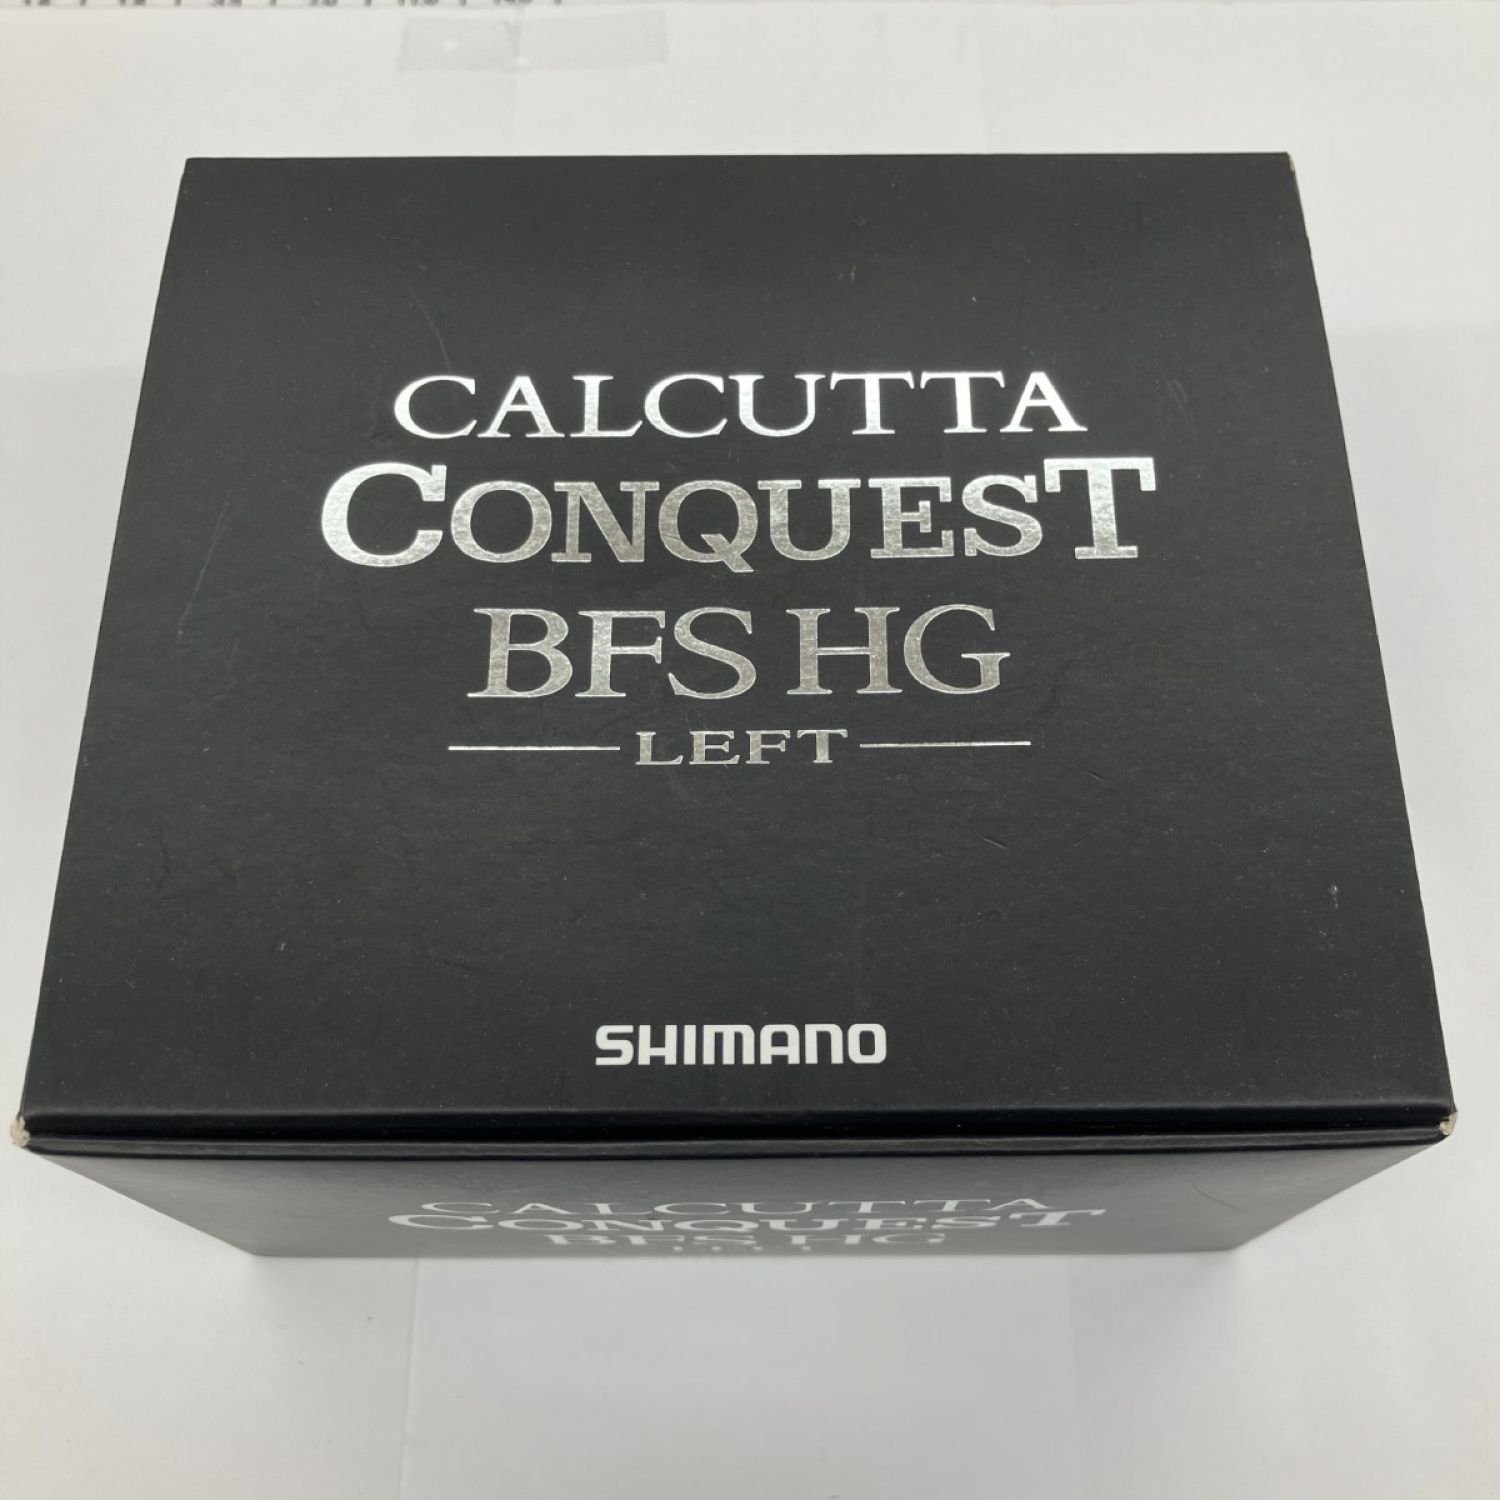 CALCUTTA
CONQUEST
BFS HG
LEFT
SHIMANO
CALCUTTA
CONQUEST
BFS HG